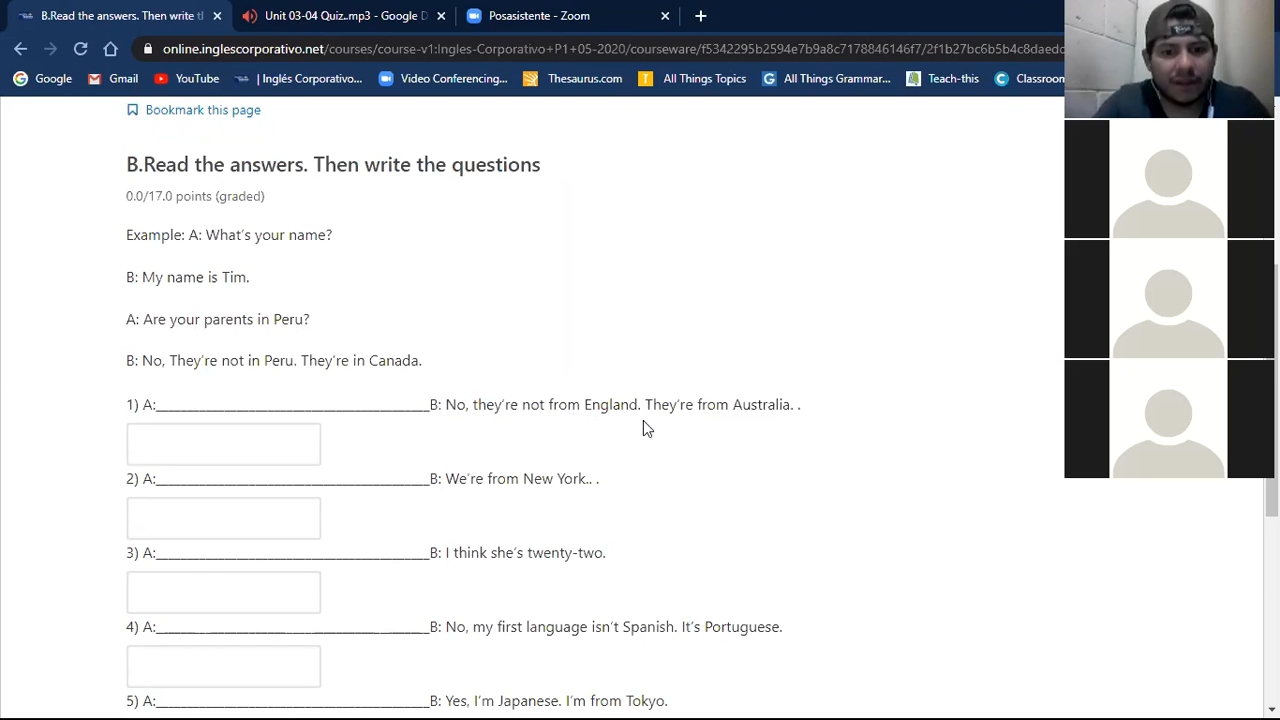 B.Read the answers. Then write tl
Unit 03-04 Quiz..mp3 - Google D
Posasistente - Zoom
online.inglescorporativo.net/courses/course-v1:Ingles-Corporativo+P1+05-2020/courseware/f5342295b2594e7b9a8c7178846146f7/2f1b27bc6b5b4c8daedc
Google
Gmail
YouTube
| Inglés Corporativo...
Video Conferencing...
Thesaurus.com
All Things Topics
All Things Grammar...
Teach-this
Classroom
Bookmark this page
B.Read the answers. Then write the questions
0.0/17.0 points (graded)
Example: A: What's your name?
B: My name is Tim.
A: Are your parents in Peru?
B: No, They're not in Peru. They're in Canada.
1) A:___________________________________B: No, they're not from England. They're from Australia. .
2) A:___________________________________B: We're from New York.. .
3) A:___________________________________B: I think she's twenty-two.
4) A:___________________________________B: No, my first language isn't Spanish. It's Portuguese.
5) A:___________________________________B: Yes, I'm Japanese. I'm from Tokyo.